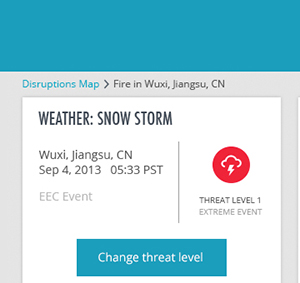 Disruptions Map > Fire in Wuxi, Jiangsu, CN
WEATHER: SNOW STORM
Wuxi, Jiangsu, CN
Sep 4, 2013 05:33 PST
EEC Event
THREAT LEVEL 1
EXTREME EVENT
Change threat level